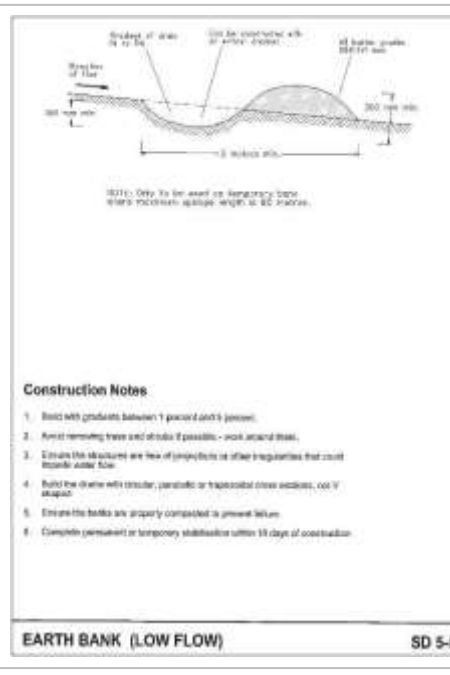 Gradient of drain
1% to 5%
Can be constructed with
or without channel
All batter grades
2(H):1(V) max.
Direction
of flow
300 mm min.
2 metres min.
NOTE: Only to be used as temporary bank
where maximum upslope length is 80 metres.
Construction Notes
1. Build with gradients between 1 percent and 5 percent.
2. Avoid removing trees and shrubs if possible - work around them.
3. Ensure the structures are free of projections or other irregularities that could
impede water flow.
4. Build the drains with circular, parabolic or trapezoidal cross sections, not V
shaped.
5. Ensure the banks are properly compacted to prevent failure.
6. Complete permanent or temporary stabilisation within 10 days of construction.
EARTH BANK (LOW FLOW)
SD 5-